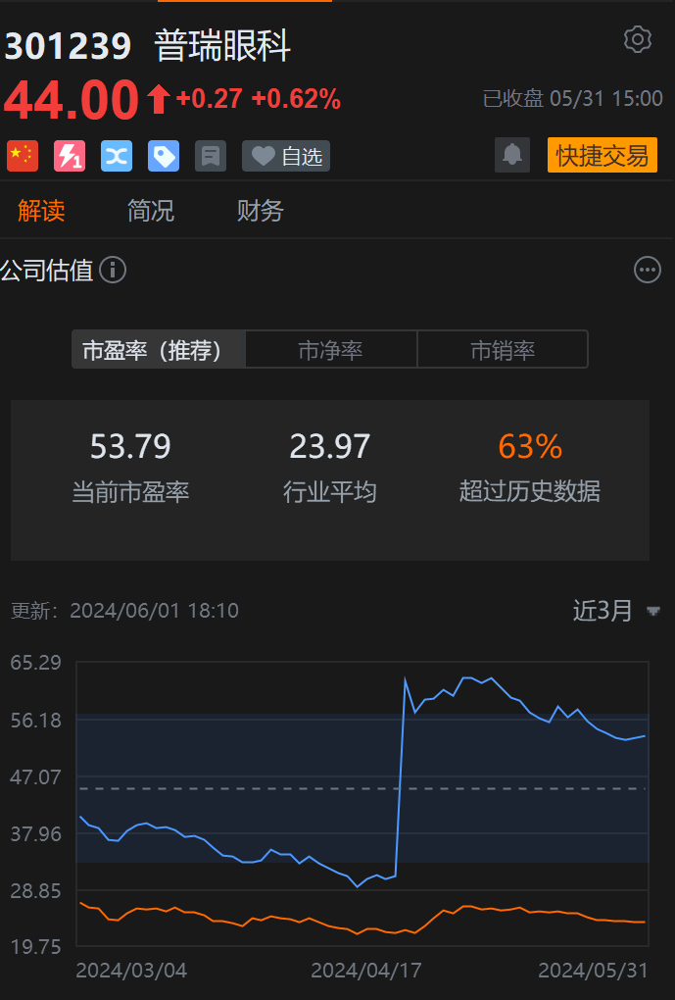 301239 普瑞眼科
44.00 +0.27 +0.62%
已收盘 05/31 15:00
1 自选 快捷交易
解读 简况 财务
公司估值
市盈率（推荐） 市净率 市销率
53.79 23.97 63%
当前市盈率 行业平均 超过历史数据
更新：2024/06/01 18:10 近3月
65.29
56.18
47.07
37.96
28.85
19.75
2024/03/04 2024/04/17 2024/05/31